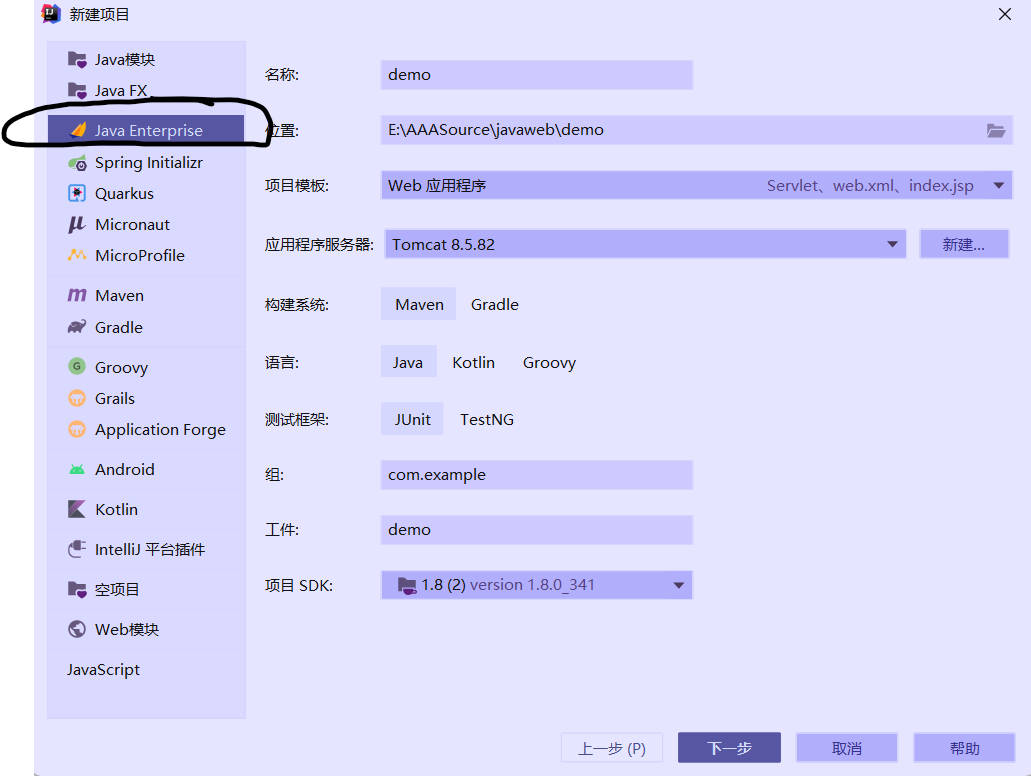 新建项目
Java模块
Java FX
Java Enterprise
Spring Initializr
Quarkus
Micronaut
MicroProfile
Maven
Gradle
Groovy
Grails
Application Forge
Android
Kotlin
IntelliJ 平台插件
空项目
Web模块
JavaScript
名称: demo
位置: E:\AAASource\javaweb\demo
项目模板: Web 应用程序 Servlet、web.xml、index.jsp
应用程序服务器: Tomcat 8.5.82 新建...
构建系统: Maven Gradle
语言: Java Kotlin Groovy
测试框架: JUnit TestNG
组: com.example
工件: demo
项目 SDK: 1.8 (2) version 1.8.0_341
上一步 (P) 下一步 取消 帮助